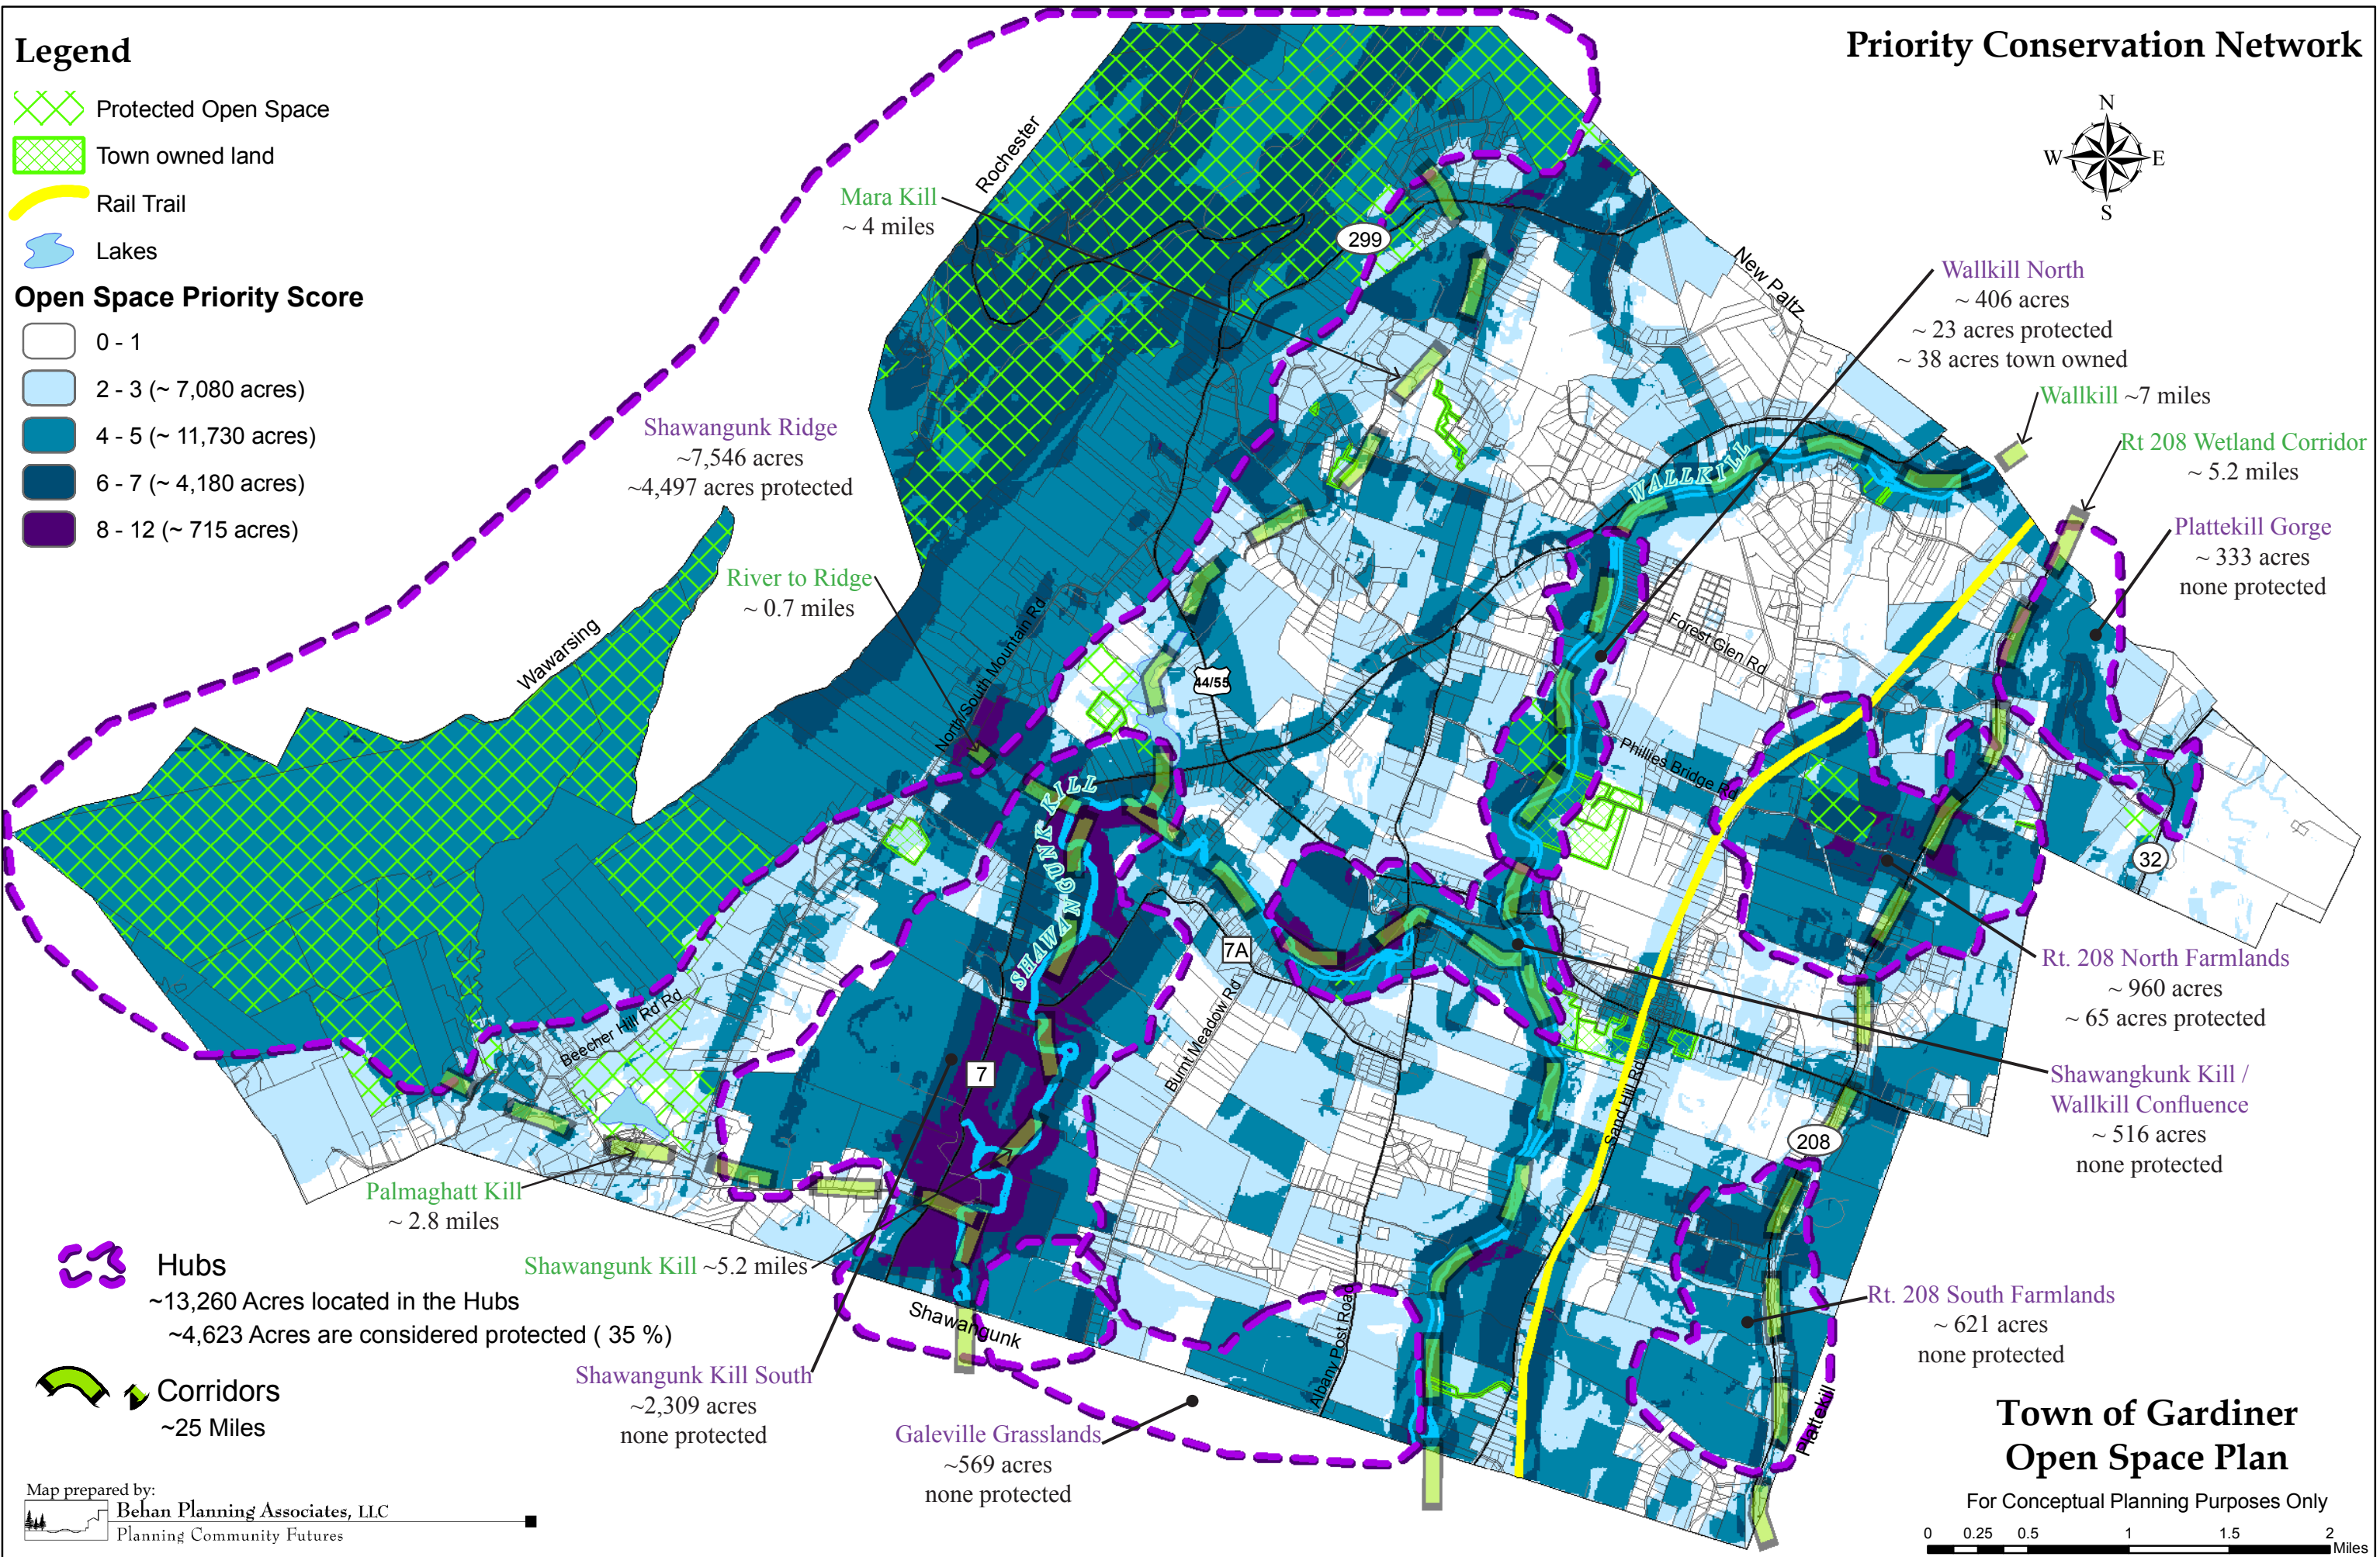 Priority Conservation Network
Legend
Protected Open Space
Town owned land
Rail Trail
Lakes
Open Space Priority Score
0 - 1
2 - 3 (~ 7,080 acres)
4 - 5 (~ 11,730 acres)
6 - 7 (~ 4,180 acres)
8 - 12 (~ 715 acres)
N
W
E
S
Rochester
Mara Kill
~ 4 miles
299
New Paltz
Wallkill North
~ 406 acres
~ 23 acres protected
~ 38 acres town owned
Wallkill ~7 miles
Rt 208 Wetland Corridor
~ 5.2 miles
Plattekill Gorge
~ 333 acres
none protected
Shawangunk Ridge
~7,546 acres
~4,497 acres protected
WALLKILL
River to Ridge
~ 0.7 miles
Wawarsing
North/South Mountain Rd
44/55
Forest Glen Rd
Phillies Bridge Rd
SHAWANGUNK KILL
32
7A
Rt. 208 North Farmlands
~ 960 acres
~ 65 acres protected
Beecher Hill Rd Rd
Burnt Meadow Rd
7
Sand Hill Rd
Shawangkunk Kill /
Wallkill Confluence
~ 516 acres
none protected
208
Palmaghatt Kill
~ 2.8 miles
Shawangunk Kill ~5.2 miles
Hubs
~13,260 Acres located in the Hubs
~4,623 Acres are considered protected ( 35 %)
Shawangunk
Albany Post Road
Rt. 208 South Farmlands
~ 621 acres
none protected
Plattekill
Shawangunk Kill South
~2,309 acres
none protected
Corridors
~25 Miles
Galeville Grasslands
~569 acres
none protected
Town of Gardiner
Open Space Plan
For Conceptual Planning Purposes Only
0 0.25 0.5 1 1.5 2
Miles
Map prepared by:
Behan Planning Associates, LLC
Planning Community Futures